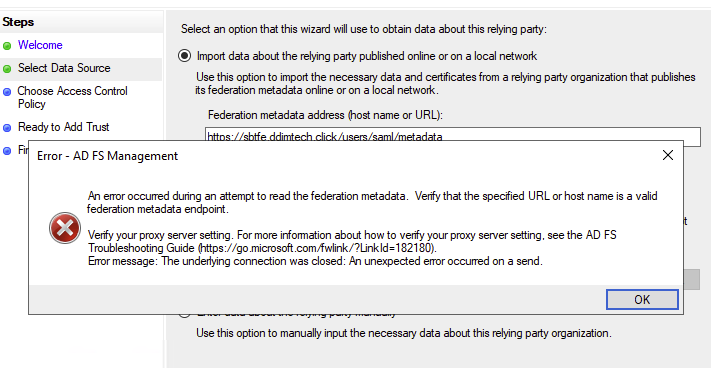 Steps
Welcome
Select Data Source
Choose Access Control
Policy
Ready to Add Trust
Select an option that this wizard will use to obtain data about this relying party:
Import data about the relying party published online or on a local network
Use this option to import the necessary data and certificates from a relying party organization that publishes
its federation metadata online or on a local network.
Federation metadata address (host name or URL):
https://sbtfe.ddimtech.click/users/saml/metadata
Error - AD FS Management
An error occurred during an attempt to read the federation metadata. Verify that the specified URL or host name is a valid
federation metadata endpoint.
Verify your proxy server setting. For more information about how to verify your proxy server setting, see the AD FS
Troubleshooting Guide (https://go.microsoft.com/fwlink/?LinkId=182180).
Error message: The underlying connection was closed: An unexpected error occurred on a send.
OK
Enter data about the relying party manually
Use this option to manually input the necessary data about this relying party organization.